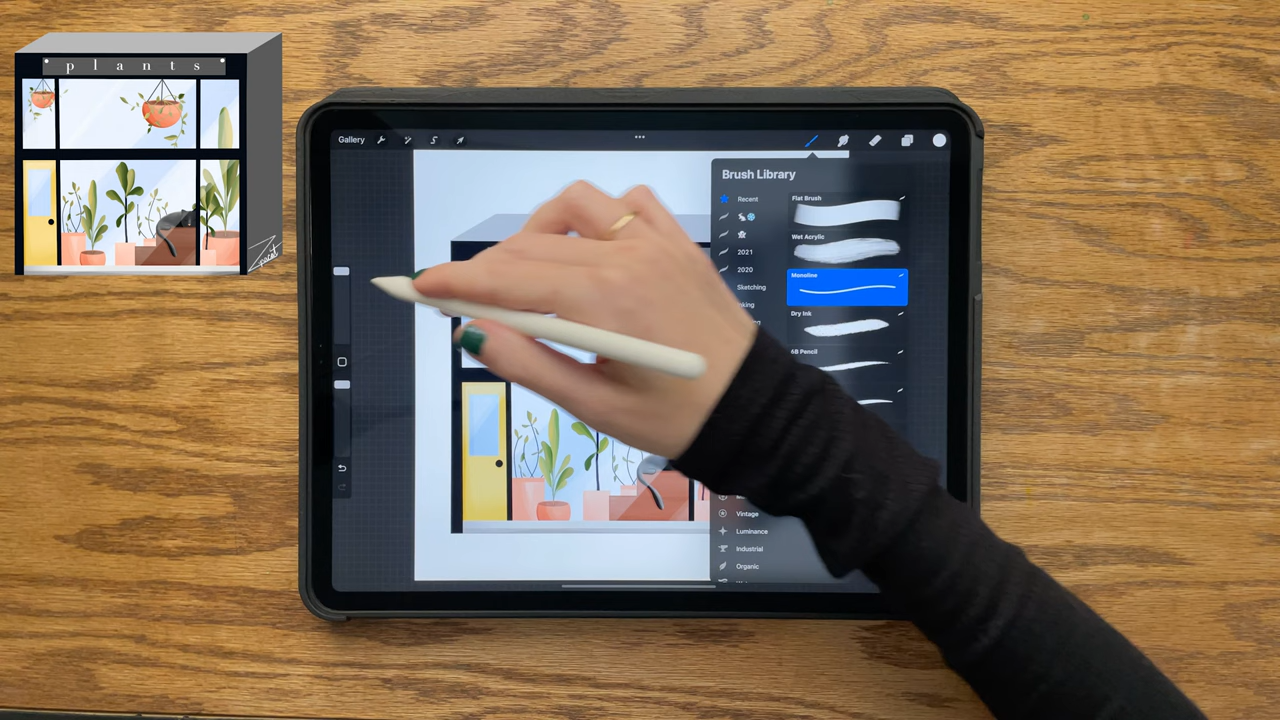 p l a n t s
Gallery
Brush Library
Recent
2021
2020
Sketching
Flat Brush
Wet Acrylic
Monoline
Dry Ink
6B Pencil
Vintage
Luminance
Industrial
Organic